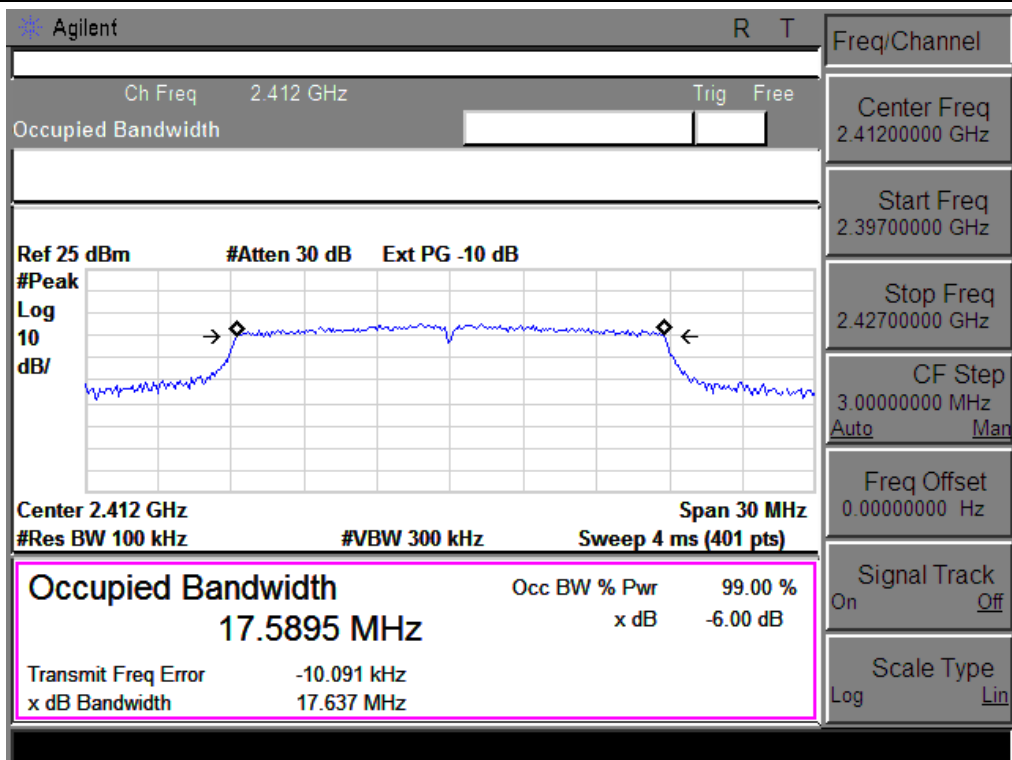 Agilent R T
Ch Freq 2.412 GHz Trig Free
Occupied Bandwidth
Ref 25 dBm #Atten 30 dB Ext PG -10 dB
#Peak
Log
10
dB/
Center 2.412 GHz Span 30 MHz
#Res BW 100 kHz #VBW 300 kHz Sweep 4 ms (401 pts)
Occupied Bandwidth Occ BW % Pwr 99.00 %
17.5895 MHz x dB -6.00 dB
Transmit Freq Error -10.091 kHz
x dB Bandwidth 17.637 MHz
Freq/Channel
Center Freq
2.41200000 GHz
Start Freq
2.39700000 GHz
Stop Freq
2.42700000 GHz
CF Step
3.00000000 MHz
Auto Man
Freq Offset
0.00000000 Hz
Signal Track
On Off
Scale Type
Log Lin